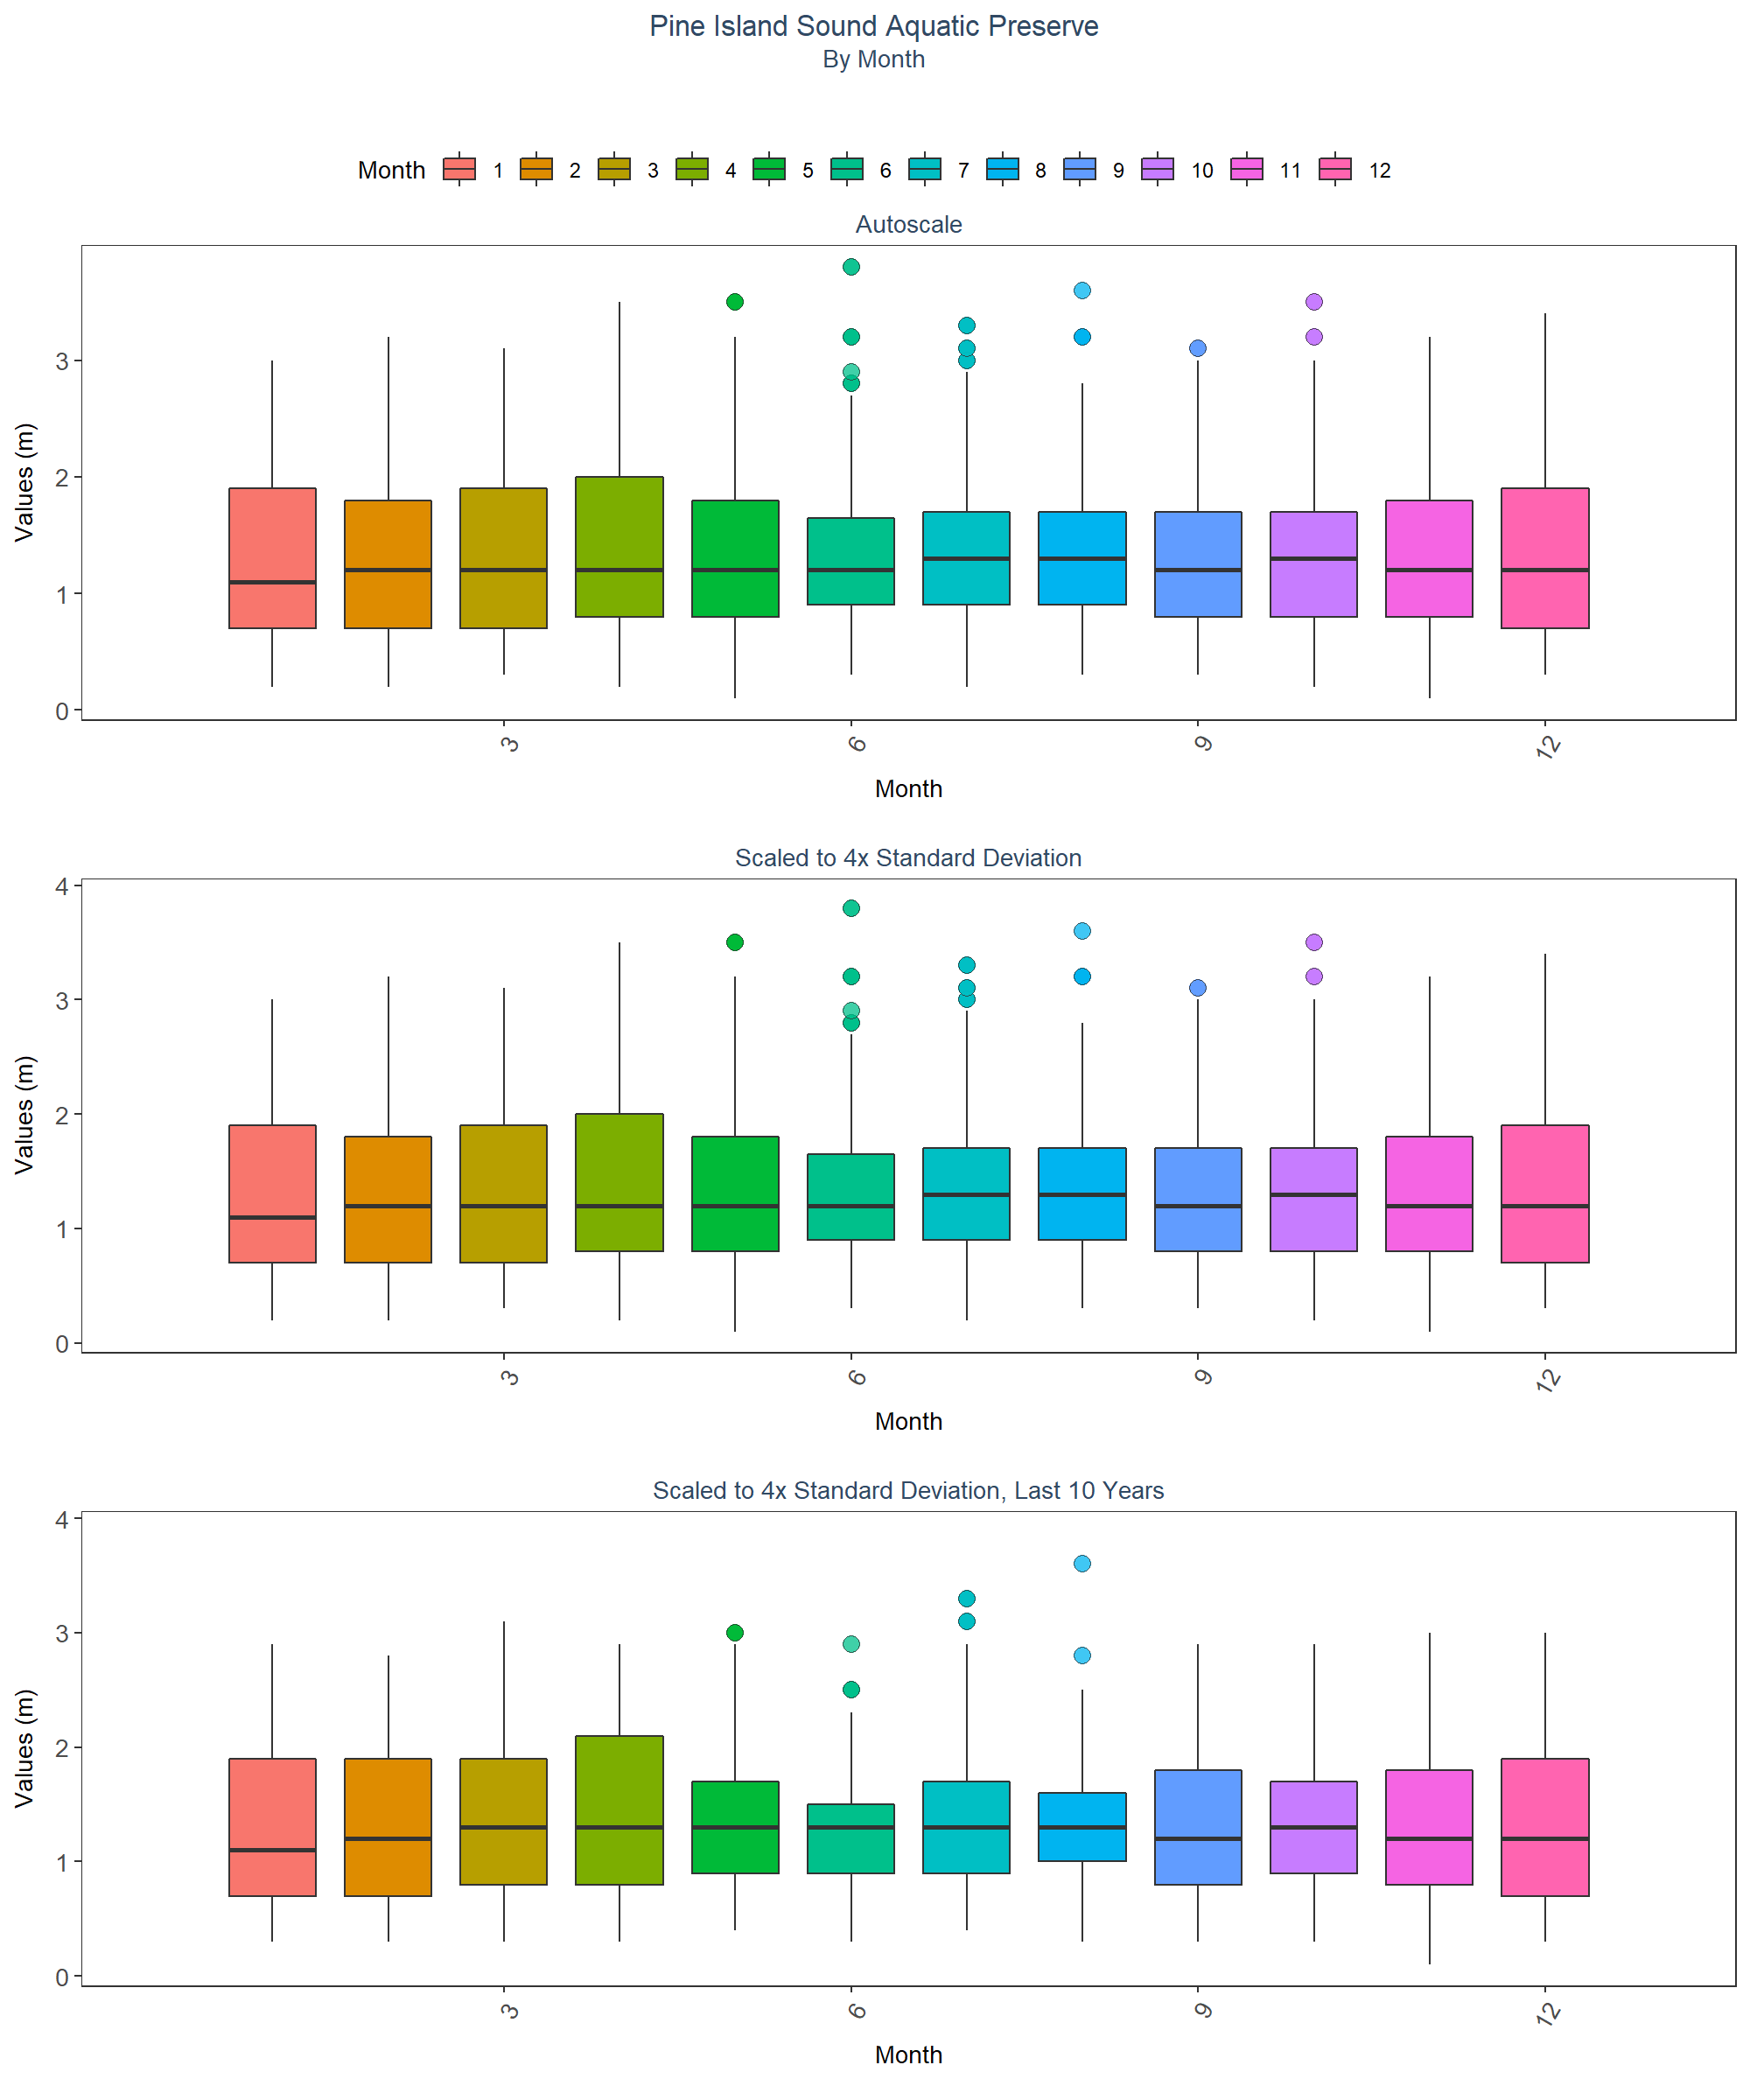 Pine Island Sound Aquatic Preserve
By Month
Month 1 2 3 4 5 6 7 8 9 10 11 12
Autoscale
Values (m)
3
2
1
0
3 6 9 12
Month
Scaled to 4x Standard Deviation
Values (m)
4
3
2
1
0
3 6 9 12
Month
Scaled to 4x Standard Deviation, Last 10 Years
Values (m)
4
3
2
1
0
3 6 9 12
Month